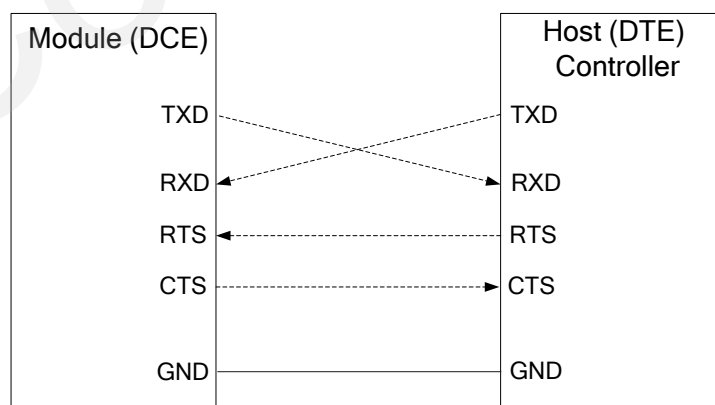 Module (DCE)
Host (DTE)
Controller
TXD
TXD
RXD
RXD
RTS
RTS
CTS
CTS
GND
GND